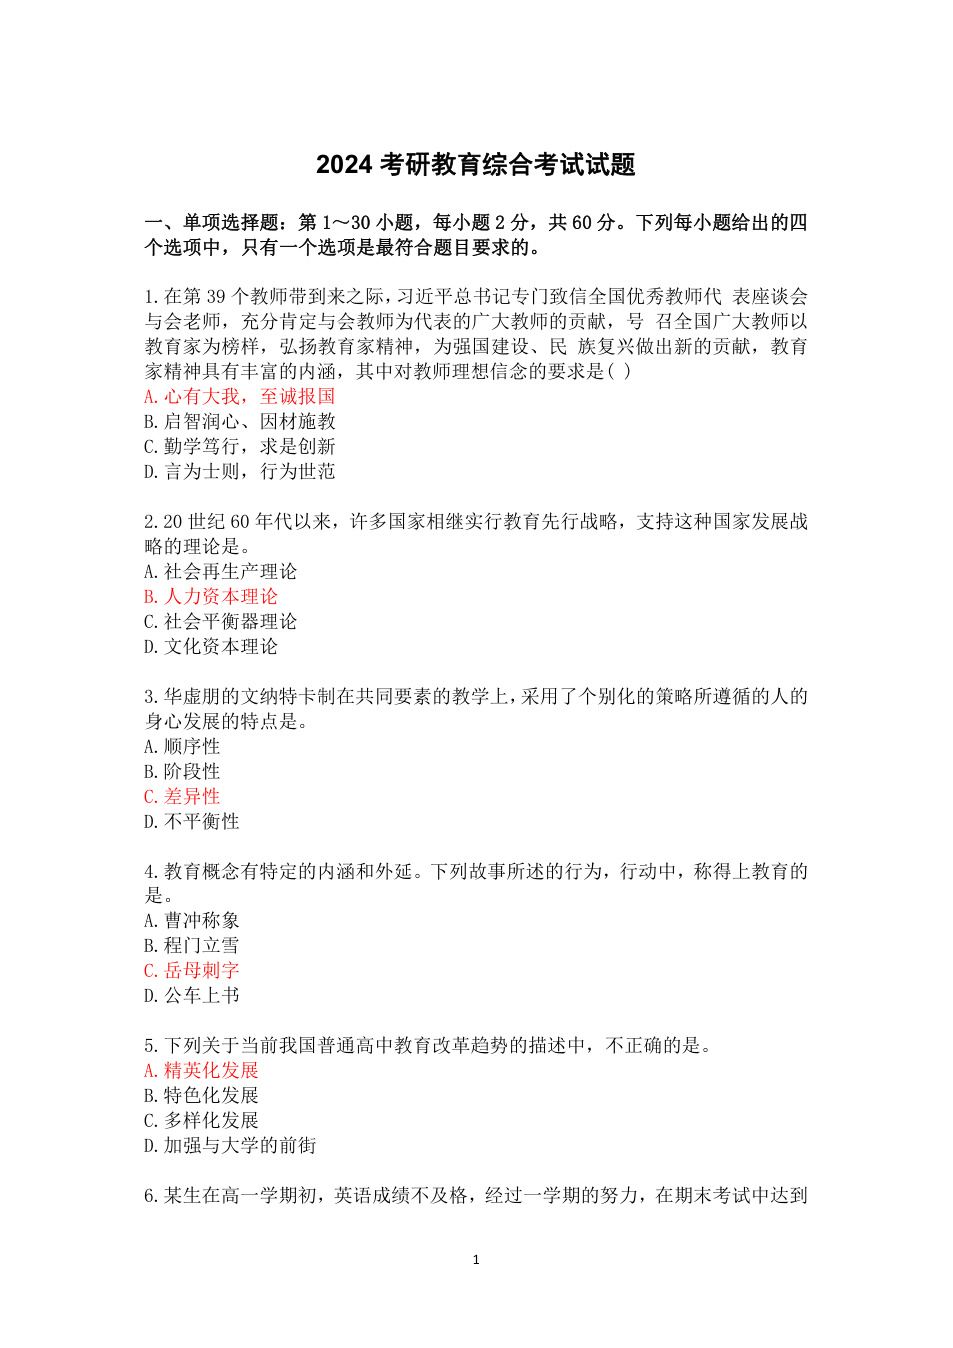 2024 考研教育综合考试试题
一、单项选择题：第 1～30 小题，每小题 2 分，共 60 分。下列每小题给出的四
个选项中，只有一个选项是最符合题目要求的。
1.在第 39 个教师带到来之际,习近平总书记专门致信全国优秀教师代 表座谈会
与会老师，充分肯定与会教师为代表的广大教师的贡献，号 召全国广大教师以
教育家为榜样，弘扬教育家精神，为强国建设、民 族复兴做出新的贡献，教育
家精神具有丰富的内涵，其中对教师理想信念的要求是( )
A.心有大我，至诚报国
B.启智润心、因材施教
C.勤学笃行，求是创新
D.言为士则，行为世范
2.20 世纪 60 年代以来，许多国家相继实行教育先行战略，支持这种国家发展战
略的理论是。
A.社会再生产理论
B.人力资本理论
C.社会平衡器理论
D.文化资本理论
3.华虚朋的文纳特卡制在共同要素的教学上,采用了个别化的策略所遵循的人的
身心发展的特点是。
A.顺序性
B.阶段性
C.差异性
D.不平衡性
4.教育概念有特定的内涵和外延。下列故事所述的行为，行动中，称得上教育的
是。
A.曹冲称象
B.程门立雪
C.岳母刺字
D.公车上书
5.下列关于当前我国普通高中教育改革趋势的描述中，不正确的是。
A.精英化发展
B.特色化发展
C.多样化发展
D.加强与大学的前街
6.某生在高一学期初，英语成绩不及格，经过一学期的努力，在期末考试中达到
1